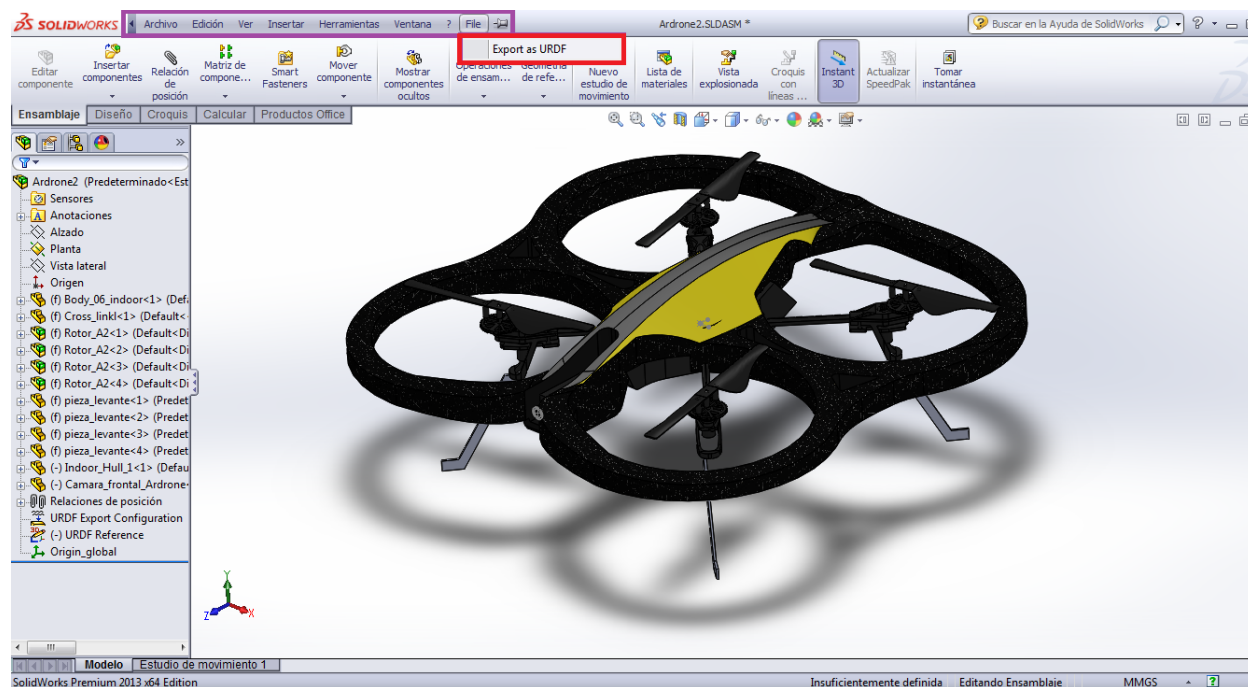 SOLIDWORKS Archivo Edición Ver Insertar Herramientas Ventana ? File Ardrone2.SLDASM * Buscar en la Ayuda de SolidWorks ?
Export as URDF
Editar componente
Insertar componentes
Relación de posición
Matriz de compone...
Smart Fasteners
Mover componente
Mostrar componentes ocultos
Operaciones de ensam...
Geometría de refe...
Nuevo estudio de movimiento
Lista de materiales
Vista explosionada
Croquis con líneas ...
Instant 3D
Actualizar SpeedPak
Tomar instantánea
Ensamblaje Diseño Croquis Calcular Productos Office
»
Ardrone2 (Predeterminado<Est
Sensores
A Anotaciones
Alzado
Planta
Vista lateral
Origen
(f) Body_06_indoor<1> (Def
(f) Cross_linkl<1> (Default<
(f) Rotor_A2<1> (Default<Di
(f) Rotor_A2<2> (Default<Di
(f) Rotor_A2<3> (Default<Di
(f) Rotor_A2<4> (Default<Di
(f) pieza_levante<1> (Predet
(f) pieza_levante<2> (Predet
(f) pieza_levante<3> (Predet
(f) pieza_levante<4> (Predet
(-) Indoor_Hull_1<1> (Defau
(-) Camara_frontal_Ardrone
Relaciones de posición
URDF Export Configuration
(-) URDF Reference
Origin_global
Y
Z X
Modelo Estudio de movimiento 1
SolidWorks Premium 2013 x64 Edition Insuficientemente definida Editando Ensamblaje MMGS ?